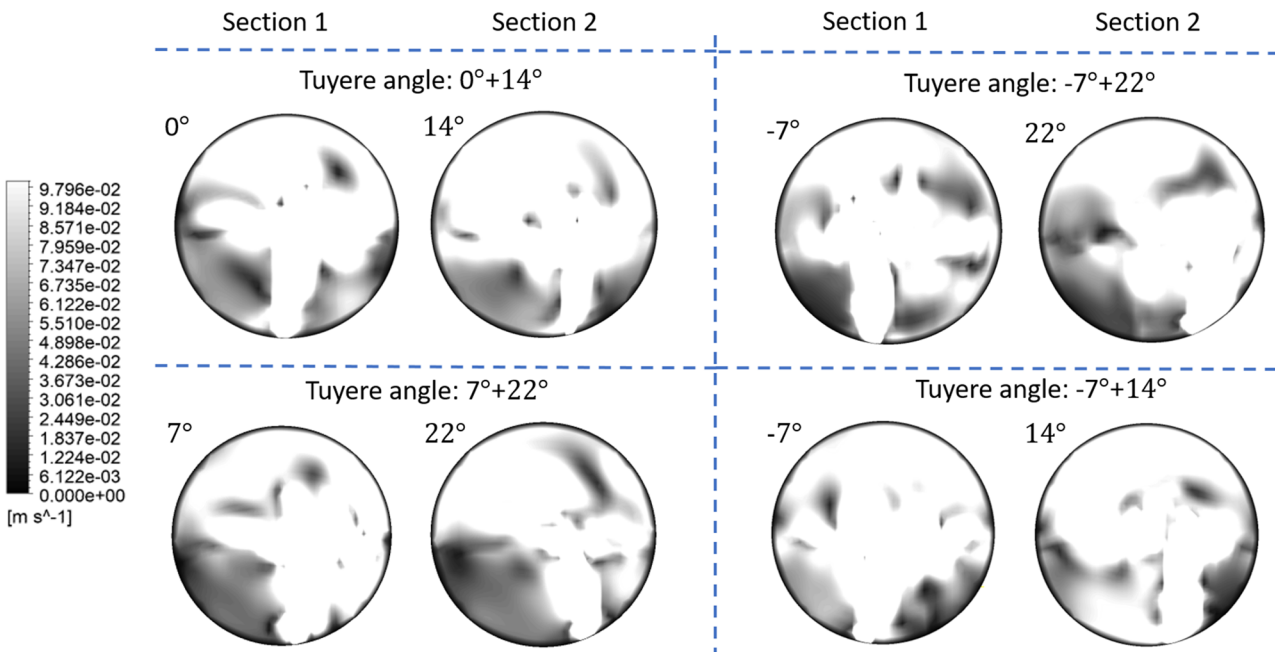 Section 1
Section 2
Section 1
Section 2
Tuyere angle: 0°+14°
Tuyere angle: -7°+22°
0°
14°
-7°
22°
9.796e-02
9.184e-02
8.571e-02
7.959e-02
7.347e-02
6.735e-02
6.122e-02
5.510e-02
4.898e-02
4.286e-02
3.673e-02
3.061e-02
2.449e-02
1.837e-02
1.224e-02
6.122e-03
0.000e+00
[m s^-1]
Tuyere angle: 7°+22°
Tuyere angle: -7°+14°
7°
22°
-7°
14°